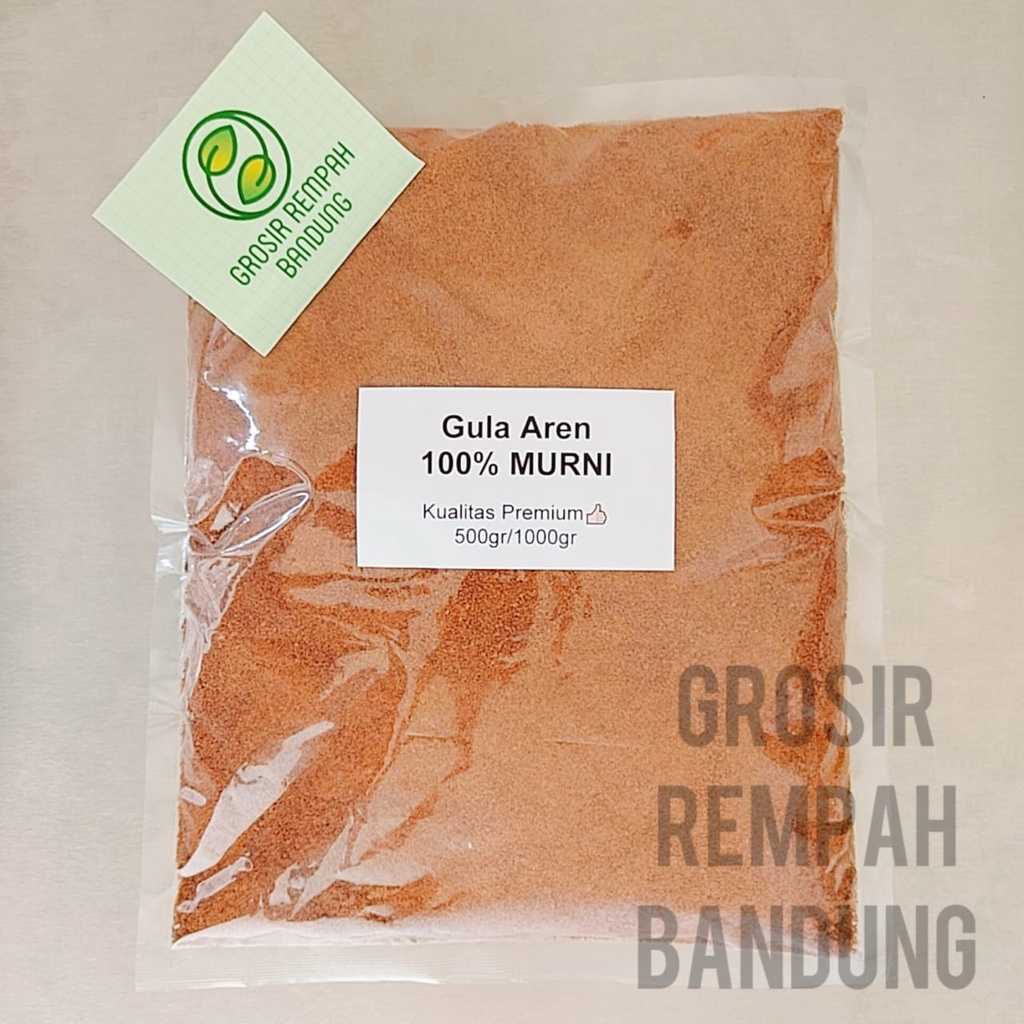 GROSIR REMPAH
BANDUNG
Gula Aren
100% MURNI
Kualitas Premium👍
500gr/1000gr
GROSIR
REMPAH
BANDUNG